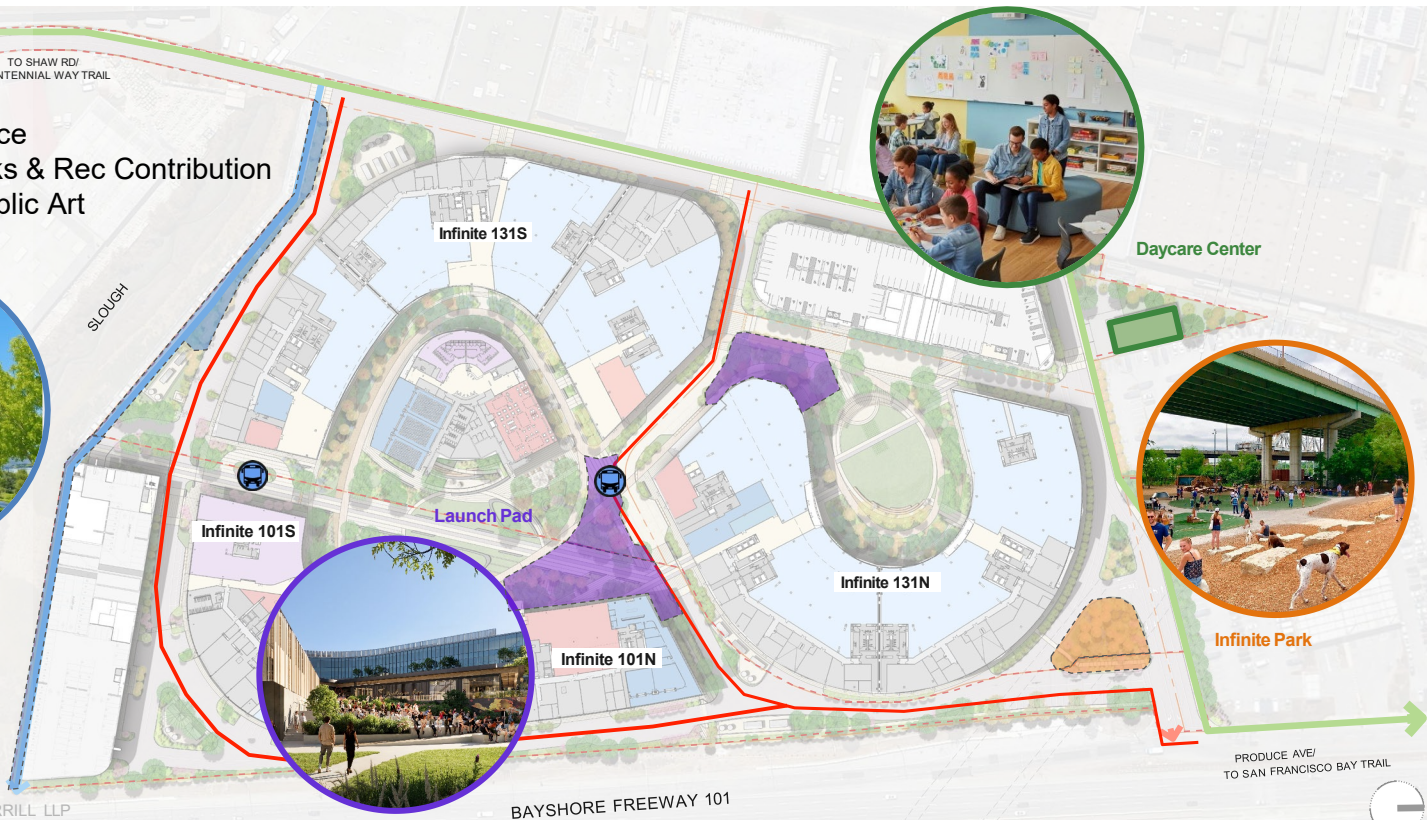 TO SHAW RD/
NTENNIAL WAY TRAIL
ce
ks & Rec Contribution
blic Art
Infinite 131S
Daycare Center
SLOUGH
Launch Pad
Infinite 101S
Infinite 131N
Infinite Park
Infinite 101N
PRODUCE AVE/
TO SAN FRANCISCO BAY TRAIL
BAYSHORE FREEWAY 101
RRILL LLP